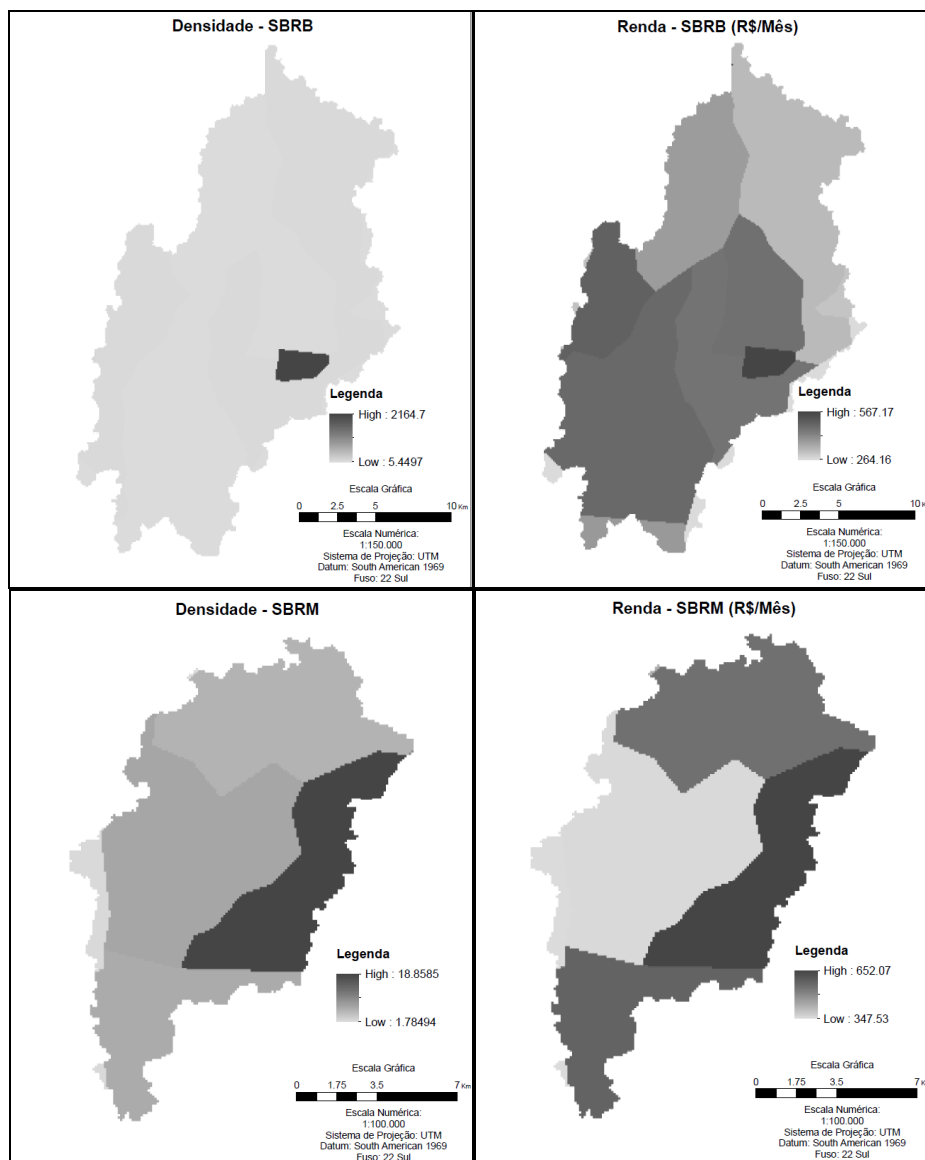 Densidade - SBRB
Legenda
High : 2164.7
Low : 5.4497
Escala Gráfica
0 2.5 5 10 Km
Escala Numérica:
1:150.000
Sistema de Projeção: UTM
Datum: South American 1969
Fuso: 22 Sul
Renda - SBRB (R$/Mês)
Legenda
High : 567.17
Low : 264.16
Escala Gráfica
0 2.5 5 10 Km
Escala Numérica:
1:150.000
Sistema de Projeção: UTM
Datum: South American 1969
Fuso: 22 Sul
Densidade - SBRM
Legenda
High : 18.8585
Low : 1.78494
Escala Gráfica
0 1.75 3.5 7 Km
Escala Numérica:
1:100.000
Sistema de Projeção: UTM
Datum: South American 1969
Fuso: 22 Sul
Renda - SBRM (R$/Mês)
Legenda
High : 652.07
Low : 347.53
Escala Gráfica
0 1.75 3.5 7 K
Escala Numérica:
1:100.000
Sistema de Projeção: UTM
Datum: South American 1969
Fuso: 22 Sul